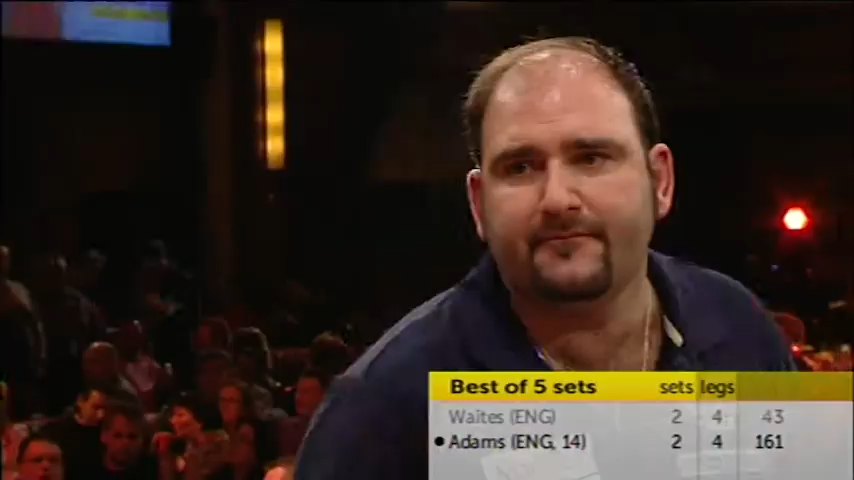 Best of 5 sets sets legs
Waites (ENG) 2 4 43
• Adams (ENG, 14) 2 4 161